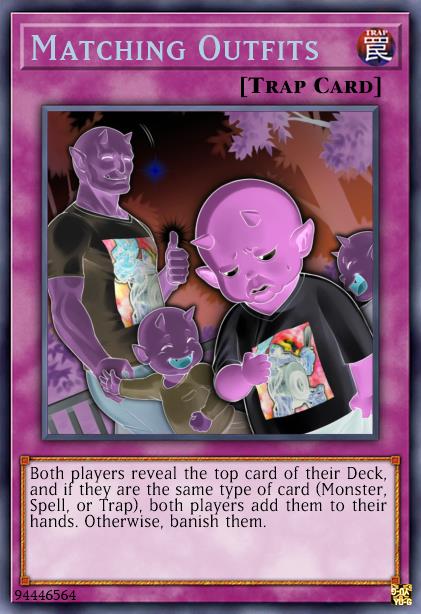 Matching Outfits
TRAP
罠
[Trap Card]
Both players reveal the top card of their Deck,
and if they are the same type of card (Monster,
Spell, or Trap), both players add them to their
hands. Otherwise, banish them.
94446564